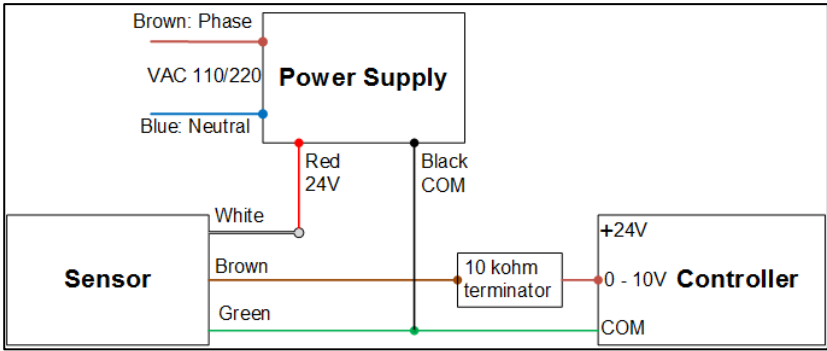 Brown: Phase
VAC 110/220
Power Supply
Blue: Neutral
Red
24V
Black
COM
White
Sensor
Brown
Green
10 kohm
terminator
+24V
0 - 10V
Controller
COM